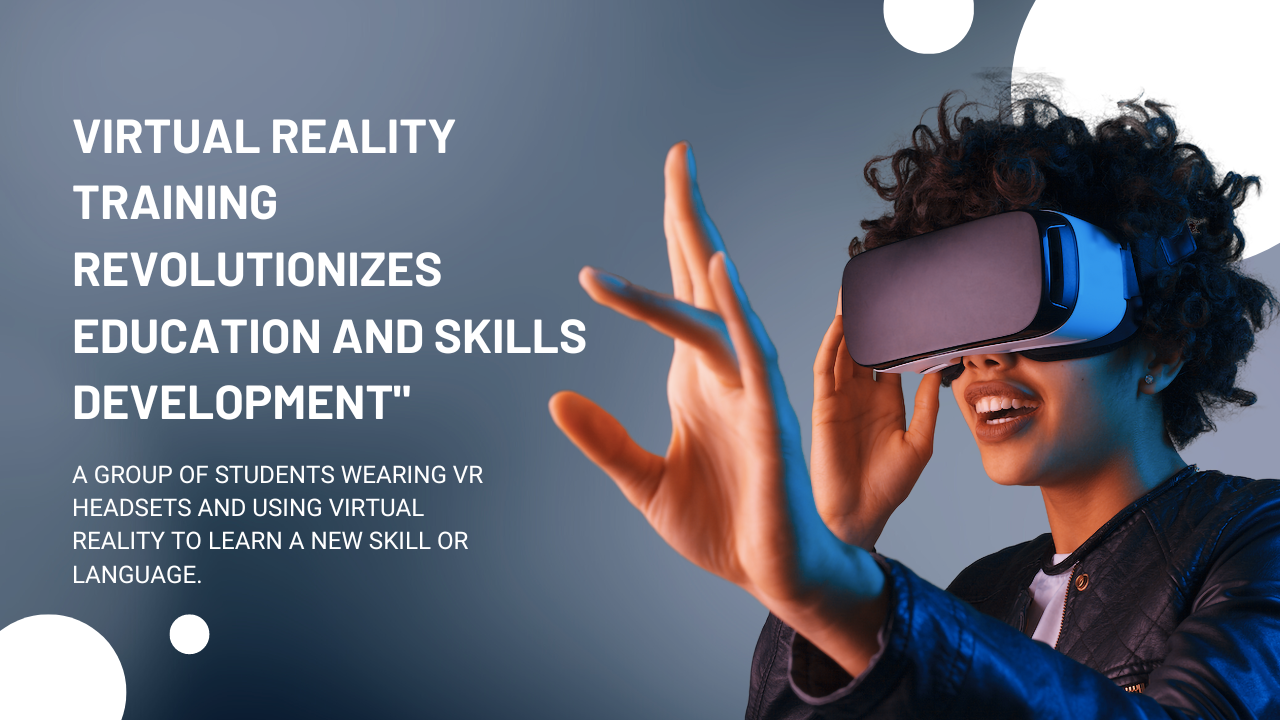 VIRTUAL REALITY
TRAINING
REVOLUTIONIZES
EDUCATION AND SKILLS
DEVELOPMENT"
A GROUP OF STUDENTS WEARING VR
HEADSETS AND USING VIRTUAL
REALITY TO LEARN A NEW SKILL OR
LANGUAGE.